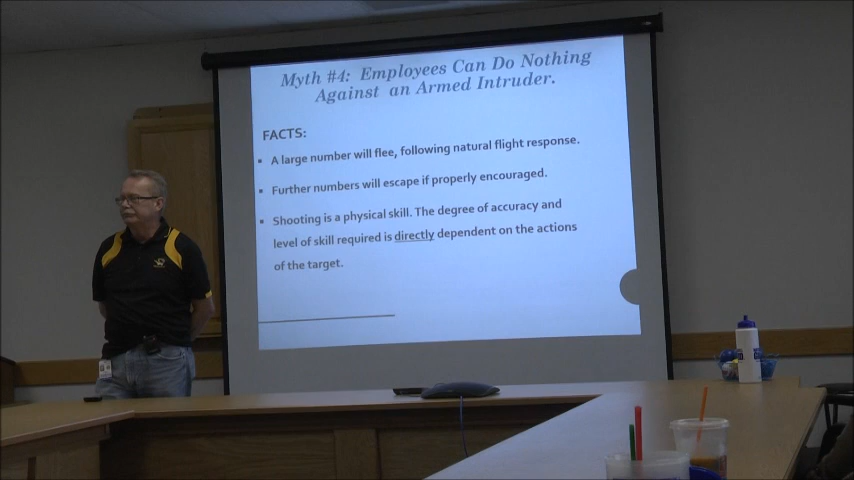 Myth #4: Employees Can Do Nothing
Against an Armed Intruder.
FACTS:
▪ A large number will flee, following natural flight response.
▪ Further numbers will escape if properly encouraged.
▪ Shooting is a physical skill. The degree of accuracy and
level of skill required is directly dependent on the actions
of the target.